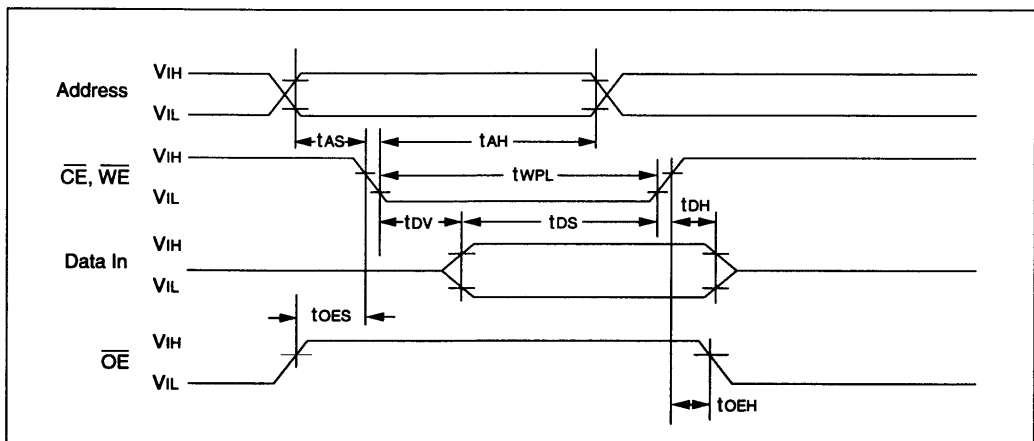 VIH
Address
VIL
tAS
tAH
VIH
CE, WE
tWPL
VIL
tDV
tDS
tDH
VIH
Data In
VIL
tOES
VIH
OE
VIL
tOEH